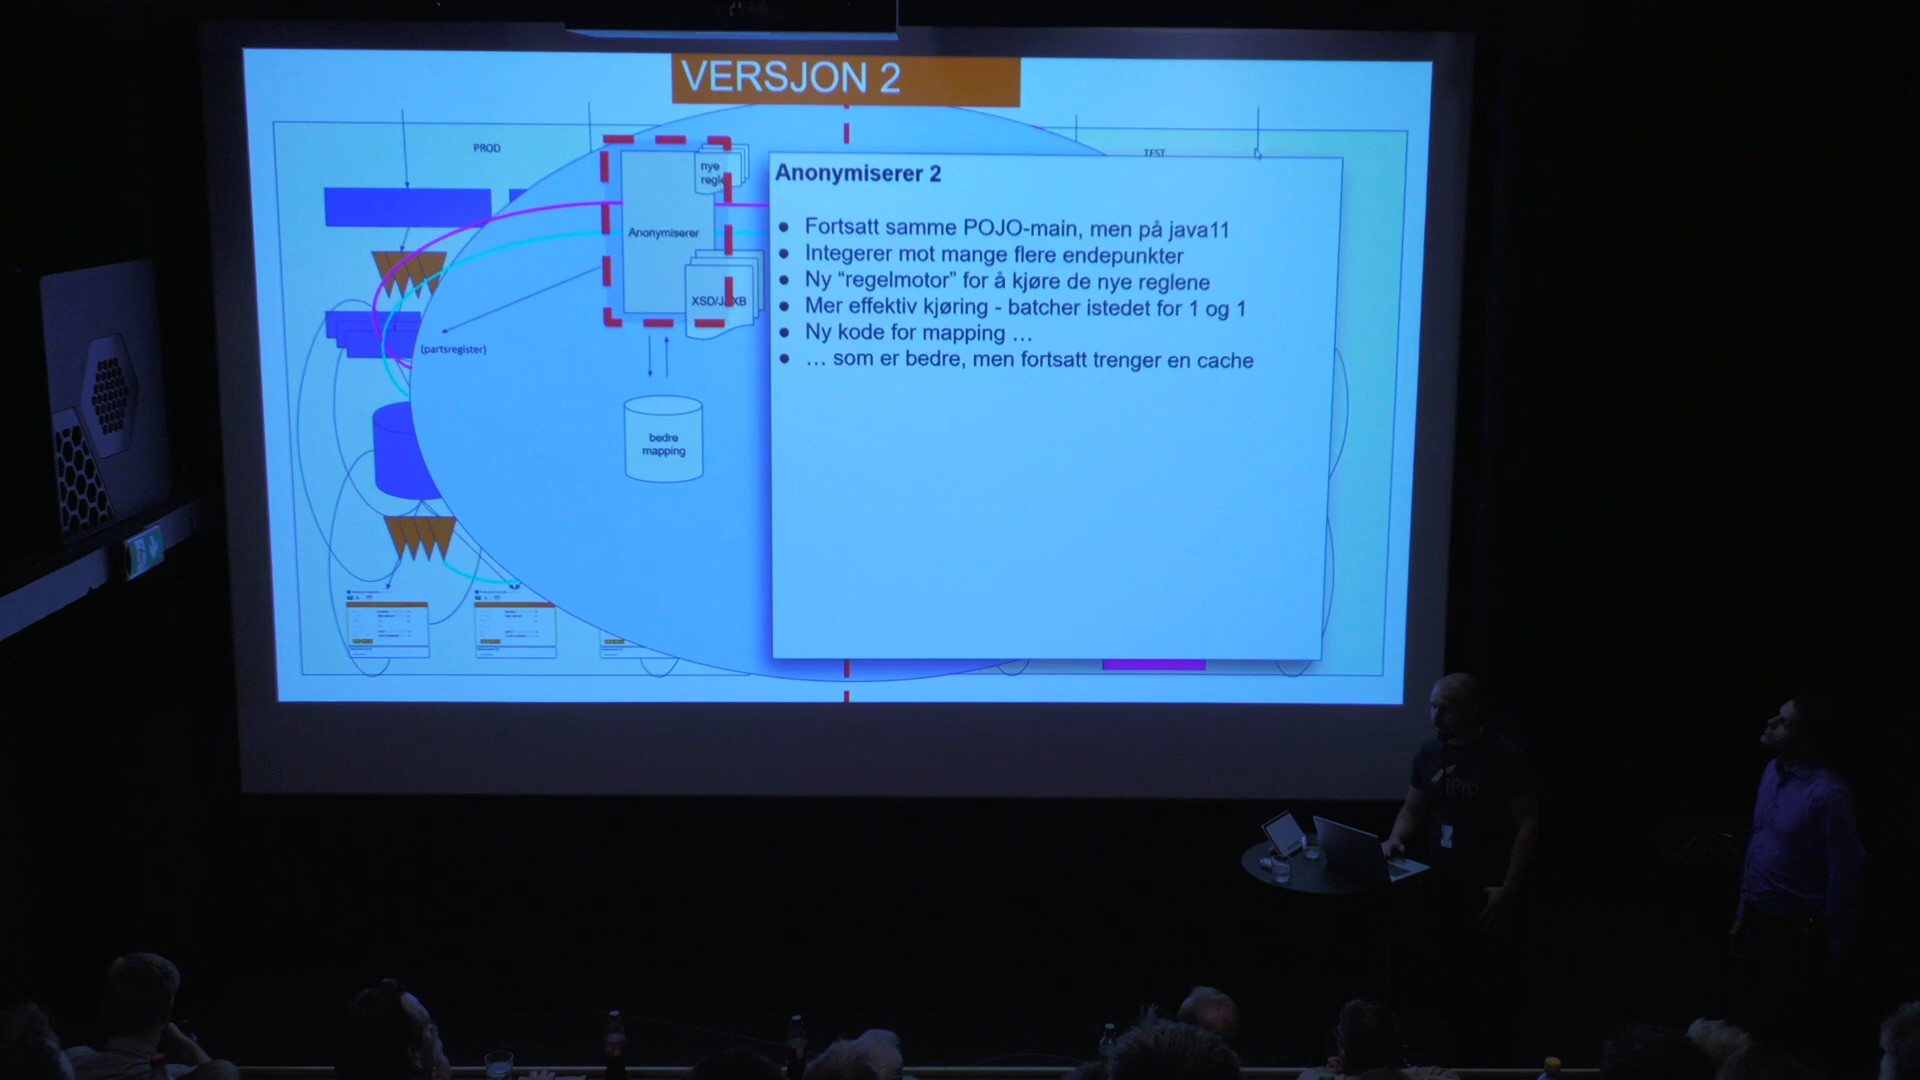 VERSJON 2
PROD
TEST
nye
regle
Anonymiserer
XSD/JAXB
(partsregister)
bedre
mapping
Anonymiserer 2
● Fortsatt samme POJO-main, men på java11
● Integerer mot mange flere endepunkter
● Ny “regelmotor” for å kjøre de nye reglene
● Mer effektiv kjøring - batcher istedet for 1 og 1
● Ny kode for mapping …
● … som er bedre, men fortsatt trenger en cache